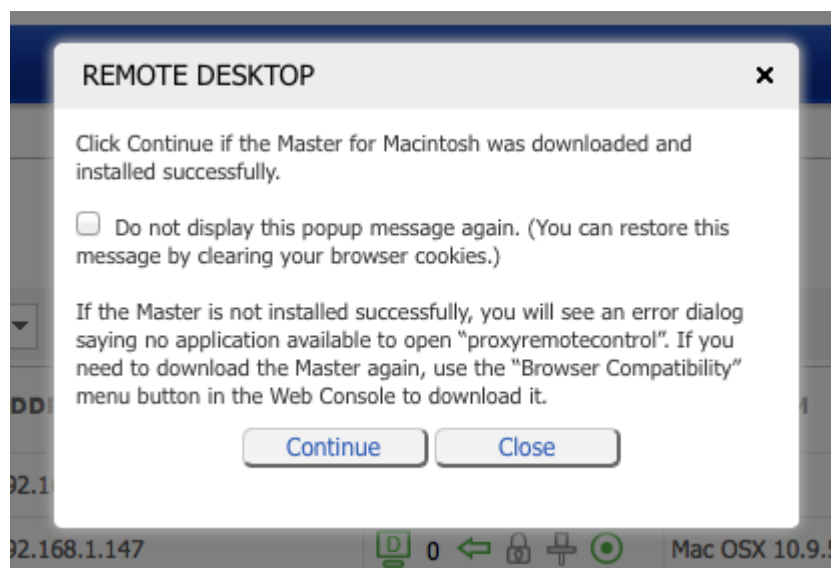 REMOTE DESKTOP
Click Continue if the Master for Macintosh was downloaded and
installed successfully.
Do not display this popup message again. (You can restore this
message by clearing your browser cookies.)
If the Master is not installed successfully, you will see an error dialog
saying no application available to open “proxyremotecontrol”. If you
need to download the Master again, use the “Browser Compatibility”
menu button in the Web Console to download it.
Continue Close
92.168.1.147 D 0 Mac OSX 10.9.5